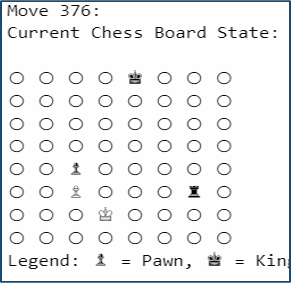 Move 376:
Current Chess Board State:
○ ○ ○ ○ ♚ ○ ○ ○
○ ○ ○ ○ ○ ○ ○ ○
○ ○ ○ ○ ○ ○ ○ ○
○ ○ ○ ○ ○ ○ ○ ○
○ ○ ♟ ○ ○ ○ ○ ○
○ ○ ♙ ○ ○ ○ ♜ ○
○ ○ ○ ♔ ○ ○ ○ ○
○ ○ ○ ○ ○ ○ ○ ○
Legend: ♟ = Pawn, ♚ = King